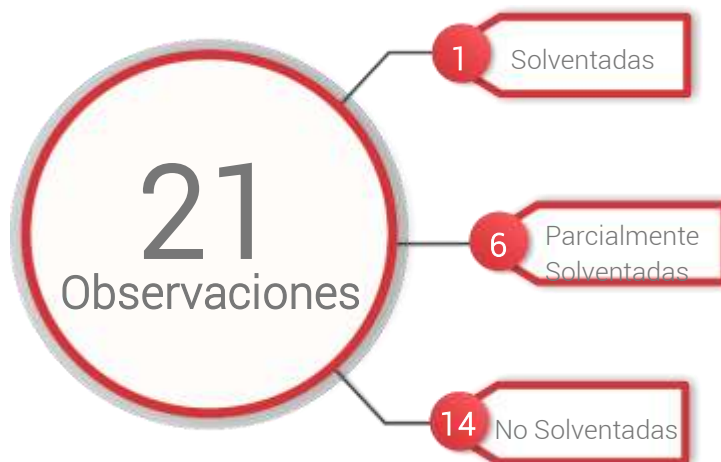 21
Observaciones
1
Solventadas
6
Parcialmente
Solventadas
14
No Solventadas